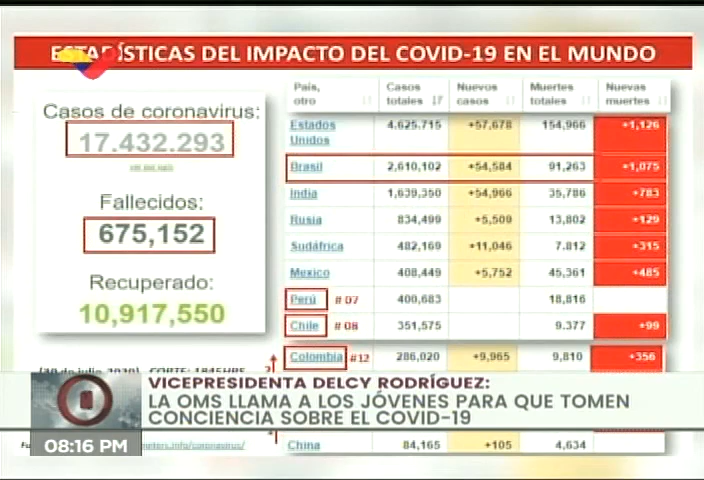 ESTADÍSTICAS DEL IMPACTO DEL COVID-19 EN EL MUNDO
Casos de coronavirus:
17.432.293
Fallecidos:
675,152
Recuperado:
10,917,550
País, otro Casos totales Nuevos casos Muertes totales Nuevas muertes
Estados Unidos 4.625.715 +57,678 154,966 +1,126
Brasil 2,610,102 +54,584 91,263 +1,075
India 1,639,350 +54,966 35,786 +783
Rusia 834,499 +5,509 13,802 +129
Sudáfrica 482,169 +11,046 7.812 +315
Mexico 408,449 +5,752 45,361 +485
Perú #07 400,683 18,816
Chile #08 351,575 9.377 +99
Colombia #12 286,020 +9,965 9,810 +356
VICEPRESIDENTA DELCY RODRÍGUEZ:
LA OMS LLAMA A LOS JÓVENES PARA QUE TOMEN
CONCIENCIA SOBRE EL COVID-19
08:16 PM
China 84,165 +105 4,634